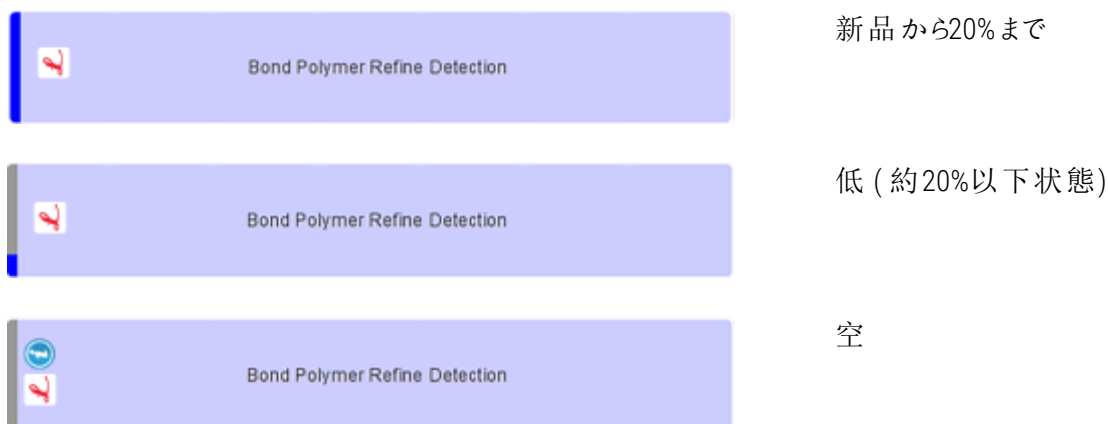 Bond Polymer Refine Detection
新品から20%まで
Bond Polymer Refine Detection
低 (約20%以下状態)
Bond Polymer Refine Detection
空